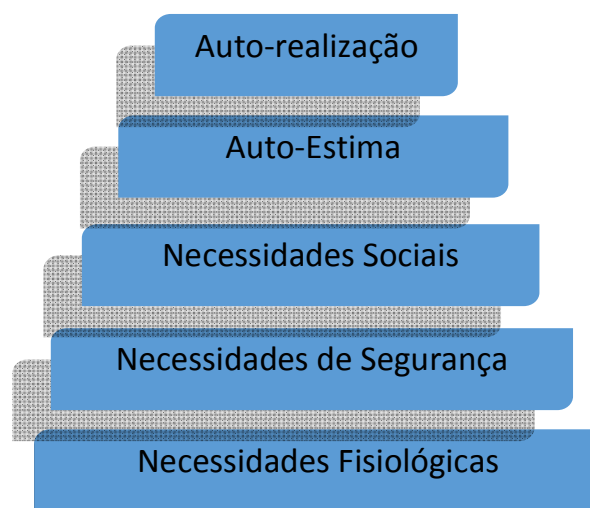 Auto-realização
Auto-Estima
Necessidades Sociais
Necessidades de Segurança
Necessidades Fisiológicas